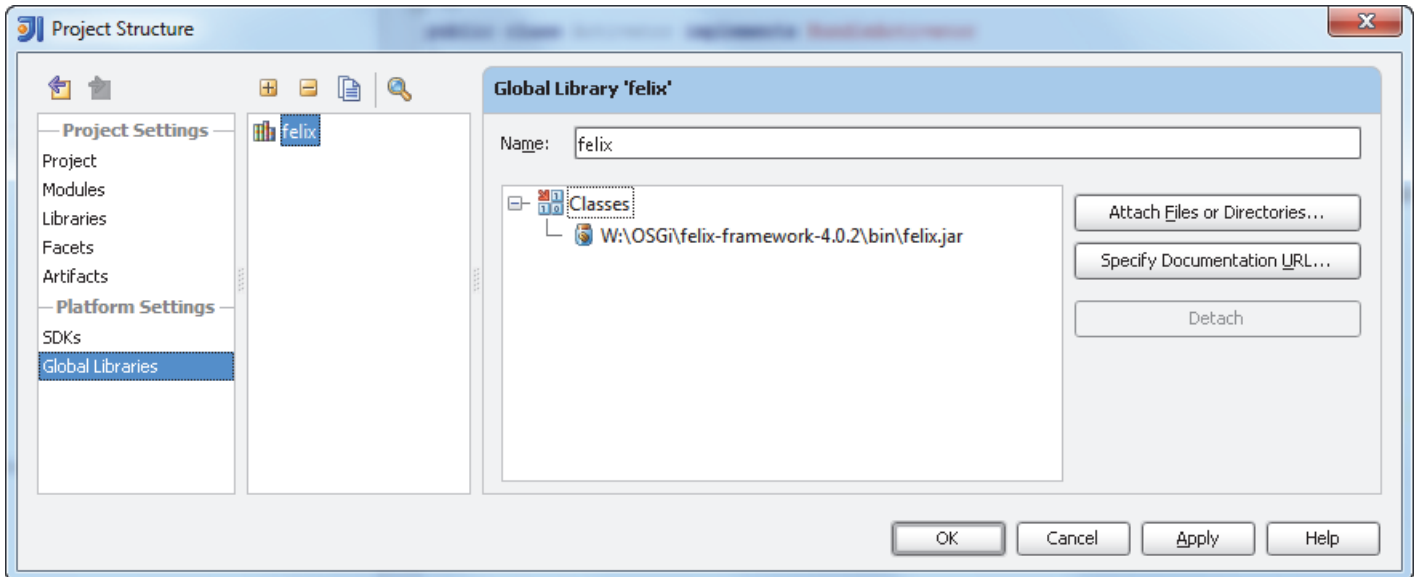 Project Structure
Project Settings
Project
Modules
Libraries
Facets
Artifacts
Platform Settings
SDKs
Global Libraries
felix
Global Library 'felix'
Name: felix
Classes
W:\OSGi\felix-framework-4.0.2\bin\felix.jar
Attach Files or Directories...
Specify Documentation URL...
Detach
OK Cancel Apply Help